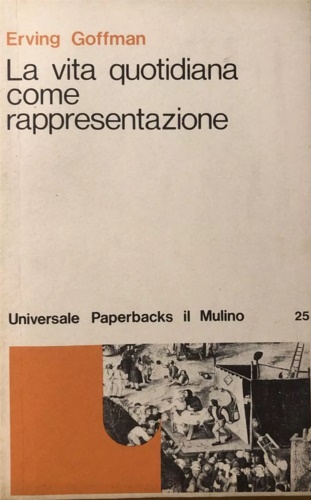 Erving Goffman
La vita quotidiana
come
rappresentazione
Universale Paperbacks il Mulino 25